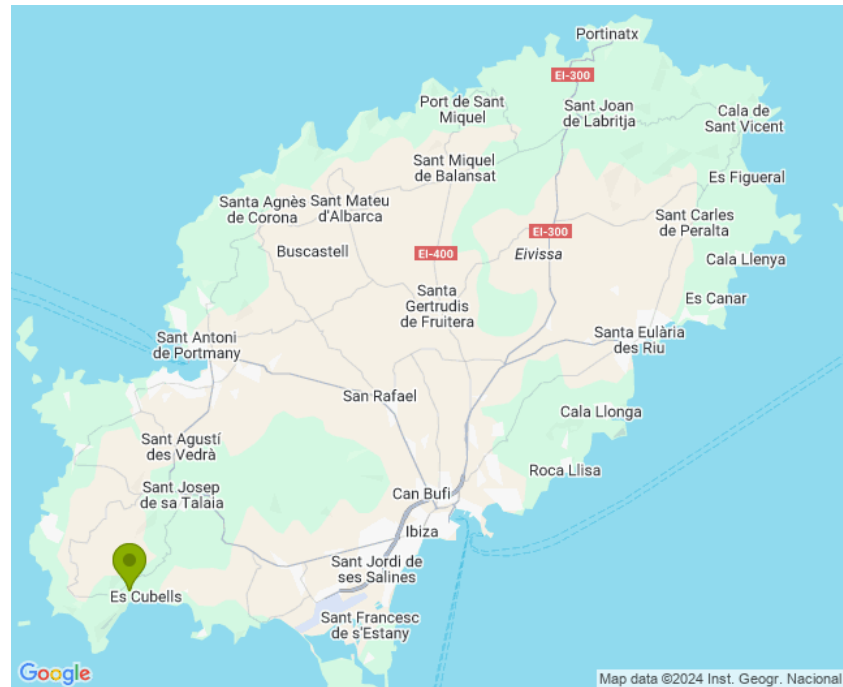 Portinatx
EI-300
Port de Sant
Miquel
Sant Joan
de Labritja
Cala de
Sant Vicent
Sant Miquel
de Balansat
Es Figueral
Santa Agnès
de Corona
Sant Mateu
d'Albarca
Sant Carles
de Peralta
EI-300
Buscastell
EI-400
Eivissa
Cala Llenya
Santa
Gertrudis
de Fruitera
Es Canar
Sant Antoni
de Portmany
Santa Eulària
des Riu
San Rafael
Cala Llonga
Sant Agustí
des Vedrà
Roca Llisa
Sant Josep
de sa Talaia
Can Bufi
Ibiza
Sant Jordi de
ses Salines
Es Cubells
Sant Francesc
de s'Estany
Google
Map data ©2024 Inst. Geogr. Nacional